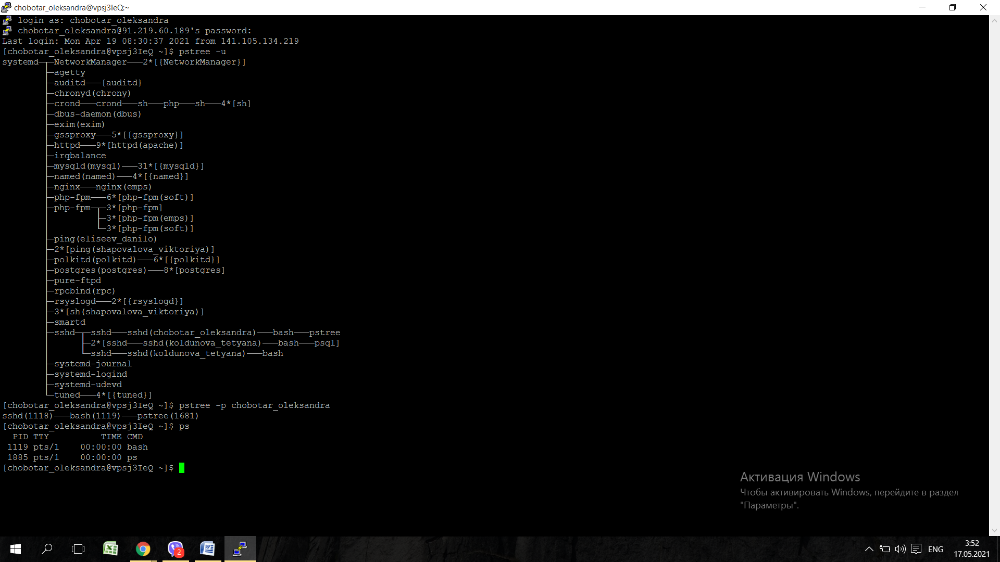 chobotar_oleksandra@vpsj3IeQ:~
login as: chobotar_oleksandra
chobotar_oleksandra@91.219.60.189's password:
Last login: Mon Apr 19 08:30:37 2021 from 141.105.134.219
[chobotar_oleksandra@vpsj3IeQ ~]$ pstree -u
systemd─┬─NetworkManager───2*[{NetworkManager}]
        ├─agetty
        ├─auditd───{auditd}
        ├─chronyd(chrony)
        ├─crond───crond───sh───php───sh───4*[sh]
        ├─dbus-daemon(dbus)
        ├─exim(exim)
        ├─gssproxy───5*[{gssproxy}]
        ├─httpd───9*[httpd(apache)]
        ├─irqbalance
        ├─mysqld(mysql)───31*[{mysqld}]
        ├─named(named)───4*[{named}]
        ├─nginx───nginx(emps)
        ├─php-fpm───6*[php-fpm(soft)]
        ├─php-fpm─┬─3*[php-fpm]
        │         ├─3*[php-fpm(emps)]
        │         └─3*[php-fpm(soft)]
        ├─ping(eliseev_danilo)
        ├─2*[ping(shapovalova_viktoriya)]
        ├─polkitd(polkitd)───6*[{polkitd}]
        ├─postgres(postgres)───8*[postgres]
        ├─pure-ftpd
        ├─rpcbind(rpc)
        ├─rsyslogd───2*[{rsyslogd}]
        ├─3*[sh(shapovalova_viktoriya)]
        ├─smartd
        ├─sshd─┬─sshd───sshd(chobotar_oleksandra)───bash───pstree
        │      ├─2*[sshd───sshd(koldunova_tetyana)───bash───psql]
        │      └─sshd───sshd(koldunova_tetyana)───bash
        ├─systemd-journal
        ├─systemd-logind
        ├─systemd-udevd
        └─tuned───4*[{tuned}]
[chobotar_oleksandra@vpsj3IeQ ~]$ pstree -p chobotar_oleksandra
sshd(1118)───bash(1119)───pstree(1681)
[chobotar_oleksandra@vpsj3IeQ ~]$ ps
  PID TTY          TIME CMD
 1119 pts/1    00:00:00 bash
 1885 pts/1    00:00:00 ps
[chobotar_oleksandra@vpsj3IeQ ~]$
Активация Windows
Чтобы активировать Windows, перейдите в раздел
"Параметры".
2
ENG
3:52
17.05.2021